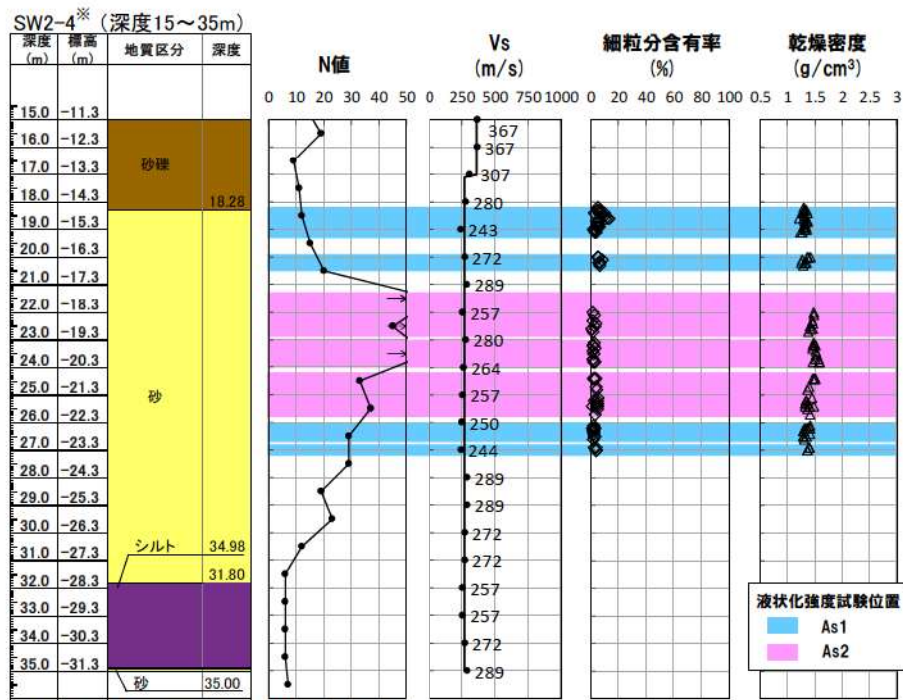 SW2-4※（深度15～35m）
深度(m) 標高(m) 地質区分 深度
N値
Vs (m/s)
細粒分含有率 (%)
乾燥密度 (g/cm³)
0 10 20 30 40 50
0 250 500 750 1000
0 20 40 60 80 100
0.5 1 1.5 2 2.5 3
15.0 -11.3
16.0 -12.3
17.0 -13.3
18.0 -14.3
19.0 -15.3
20.0 -16.3
21.0 -17.3
22.0 -18.3
23.0 -19.3
24.0 -20.3
25.0 -21.3
26.0 -22.3
27.0 -23.3
28.0 -24.3
29.0 -25.3
30.0 -26.3
31.0 -27.3
32.0 -28.3
33.0 -29.3
34.0 -30.3
35.0 -31.3
砂礫
18.28
砂
シルト 34.98
31.80
砂 35.00
367
367
307
280
243
272
289
257
280
264
257
250
244
289
289
272
272
257
257
272
289
液状化強度試験位置
As1
As2